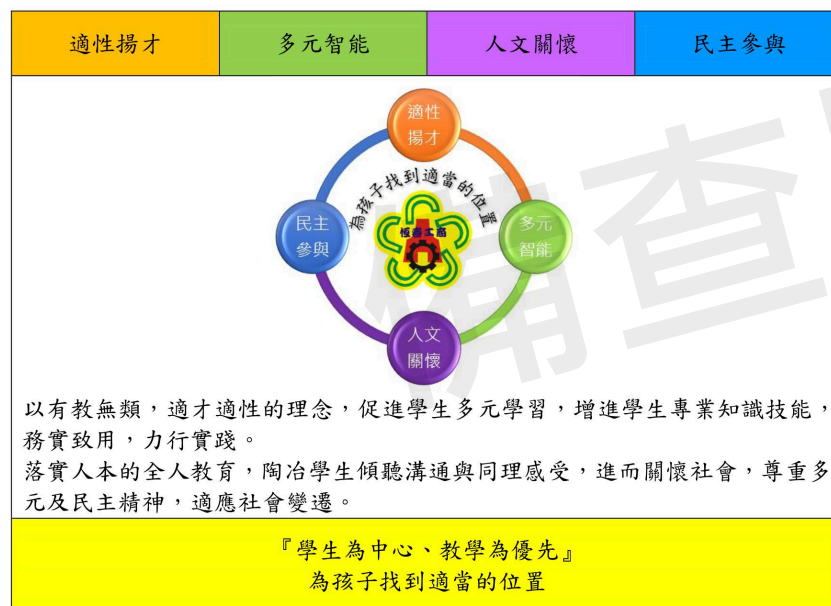 適性揚才 多元智能 人文關懷 民主參與
適性
揚才
為孩子找到適當的位置
民主
參與
恆春工商
多元
智能
人文
關懷
備查
以有教無類，適才適性的理念，促進學生多元學習，增進學生專業知識技能，
務實致用，力行實踐。
落實人本的全人教育，陶冶學生傾聽溝通與同理感受，進而關懷社會，尊重多
元及民主精神，適應社會變遷。
『學生為中心、教學為優先』
為孩子找到適當的位置